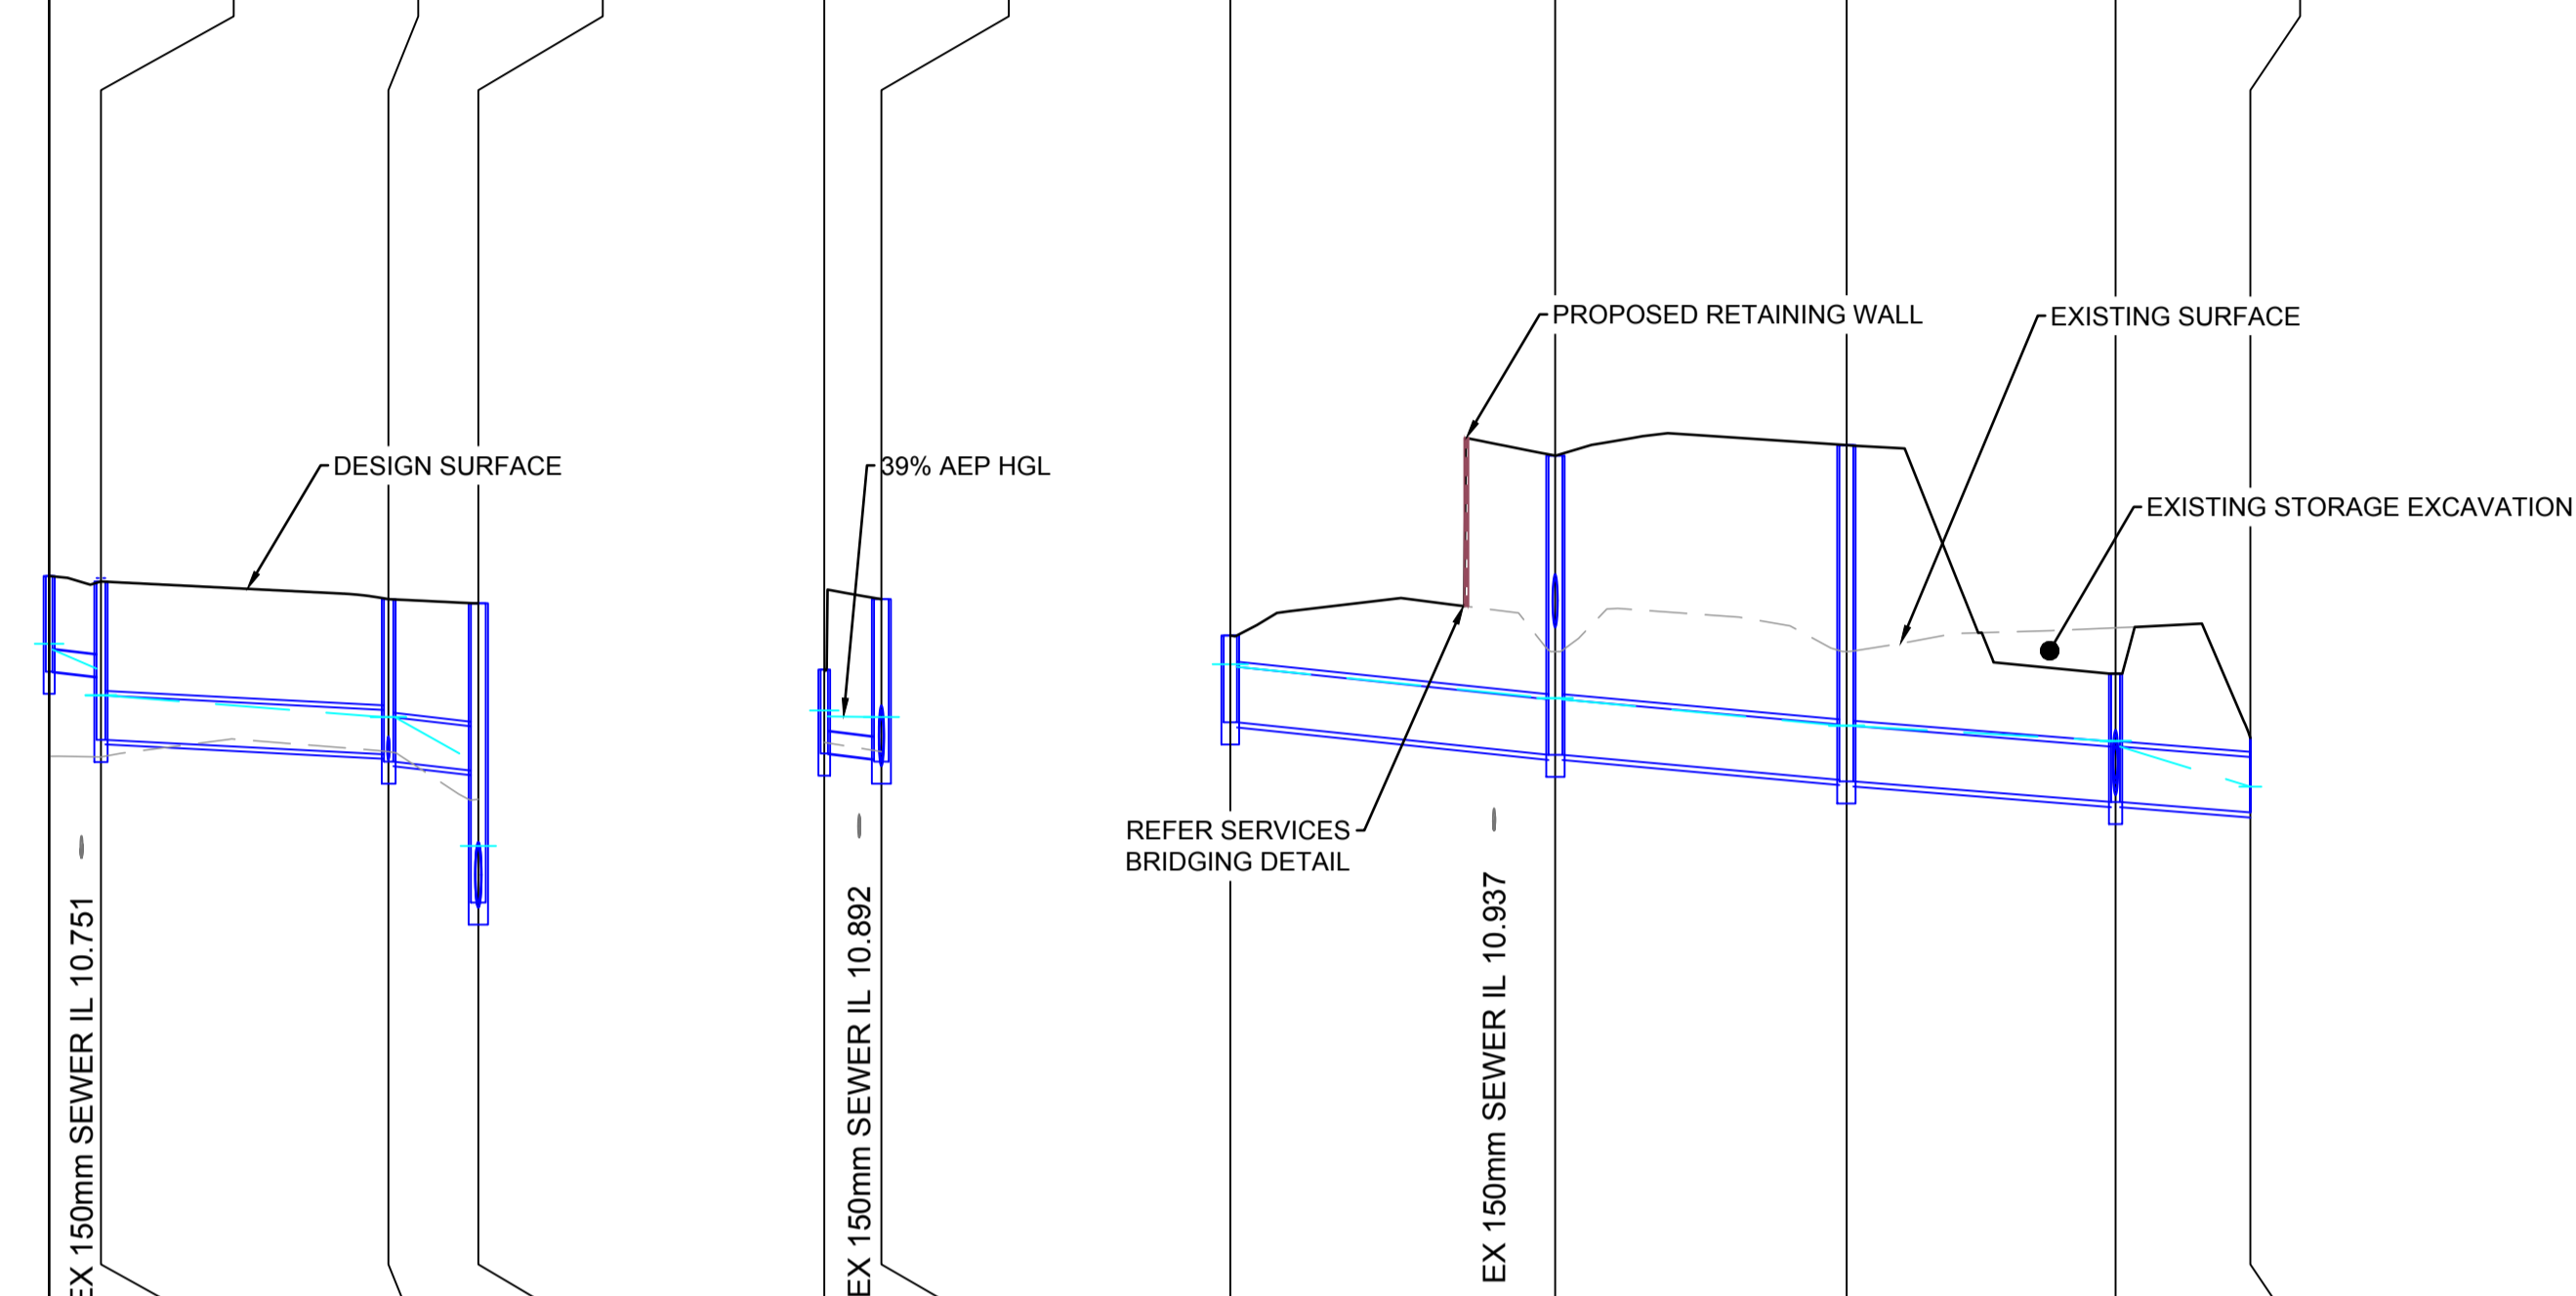 PROPOSED RETAINING WALL
EXISTING SURFACE
DESIGN SURFACE
39% AEP HGL
EXISTING STORAGE EXCAVATION
REFER SERVICES
BRIDGING DETAIL
EX 150mm SEWER IL 10.751
EX 150mm SEWER IL 10.892
EX 150mm SEWER IL 10.937